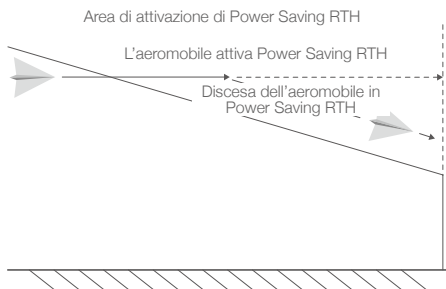 Area di attivazione di Power Saving RTH
L'aeromobile attiva Power Saving RTH
Discesa dell'aeromobile in
Power Saving RTH